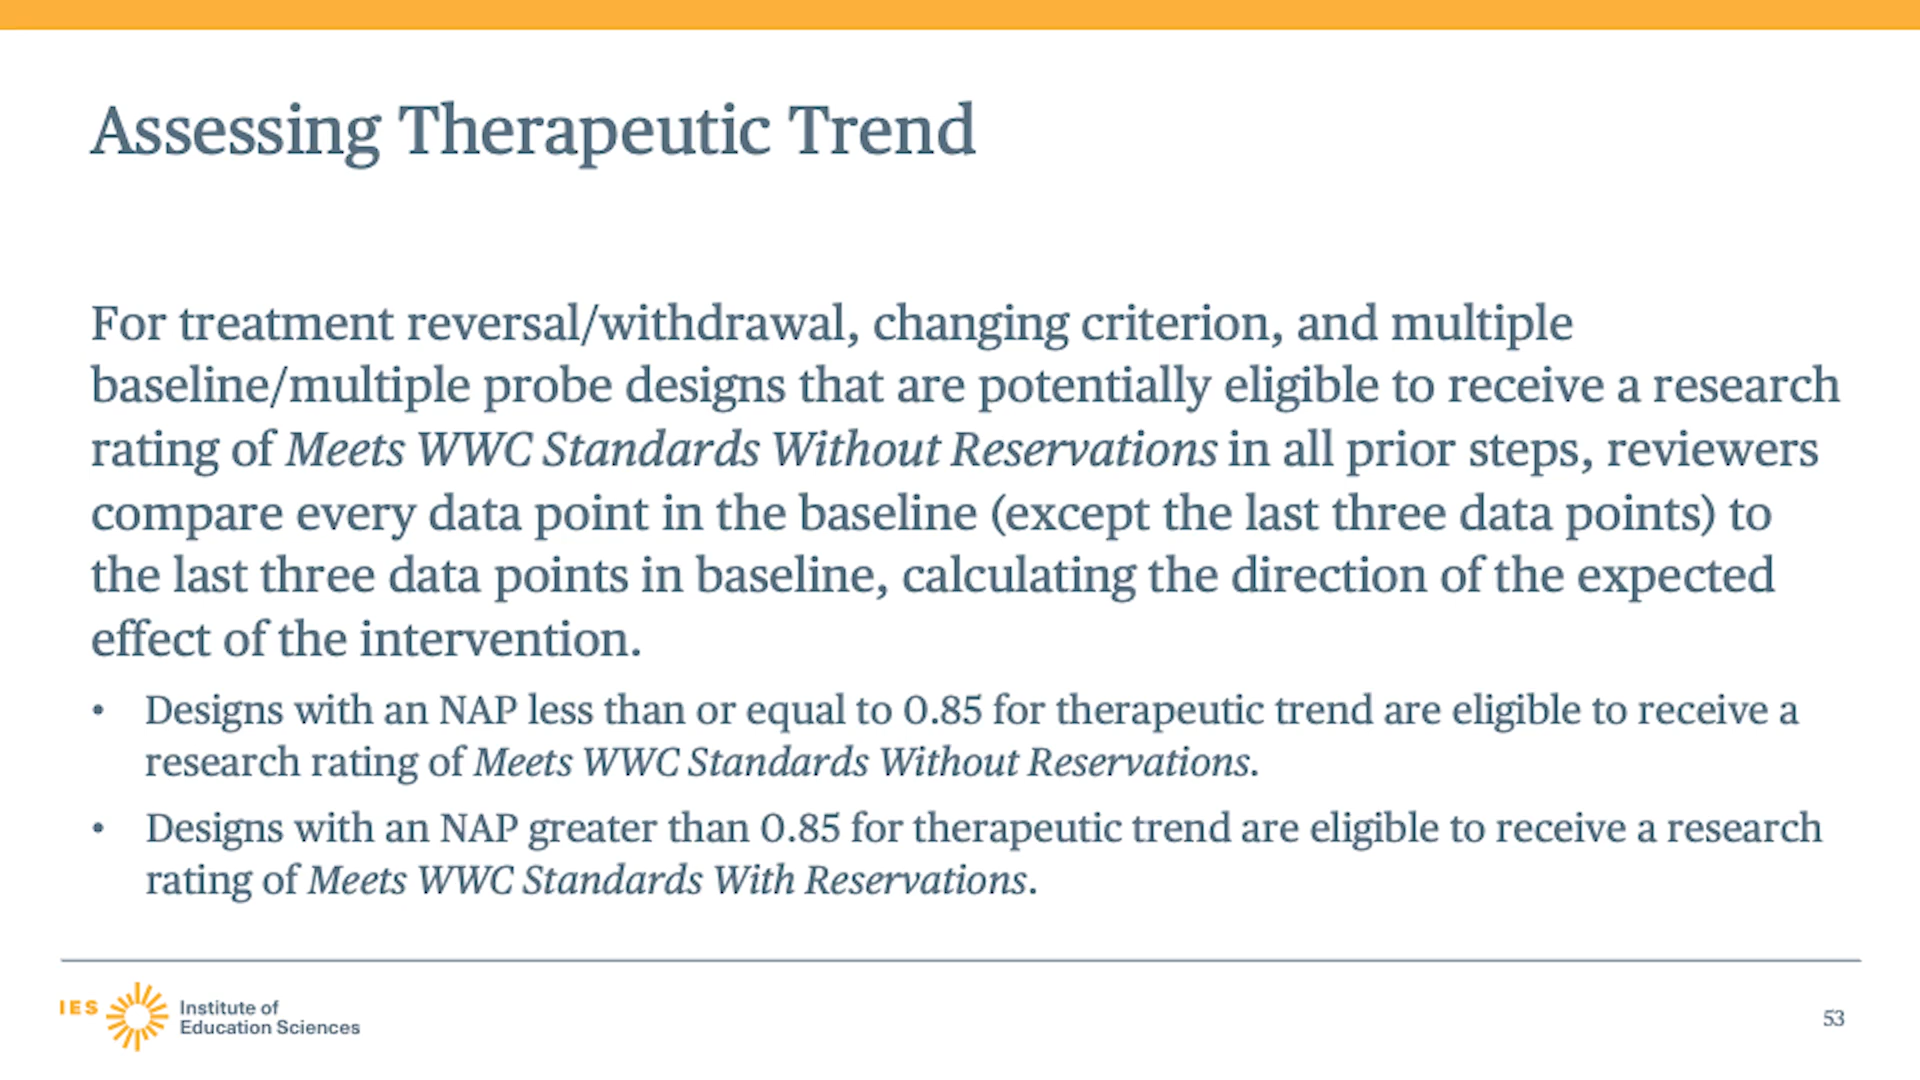 Assessing Therapeutic Trend
For treatment reversal/withdrawal, changing criterion, and multiple
baseline/multiple probe designs that are potentially eligible to receive a research
rating of Meets WWC Standards Without Reservations in all prior steps, reviewers
compare every data point in the baseline (except the last three data points) to
the last three data points in baseline, calculating the direction of the expected
effect of the intervention.
• Designs with an NAP less than or equal to 0.85 for therapeutic trend are eligible to receive a
research rating of Meets WWC Standards Without Reservations.
• Designs with an NAP greater than 0.85 for therapeutic trend are eligible to receive a research
rating of Meets WWC Standards With Reservations.
IES
Institute of
Education Sciences
53